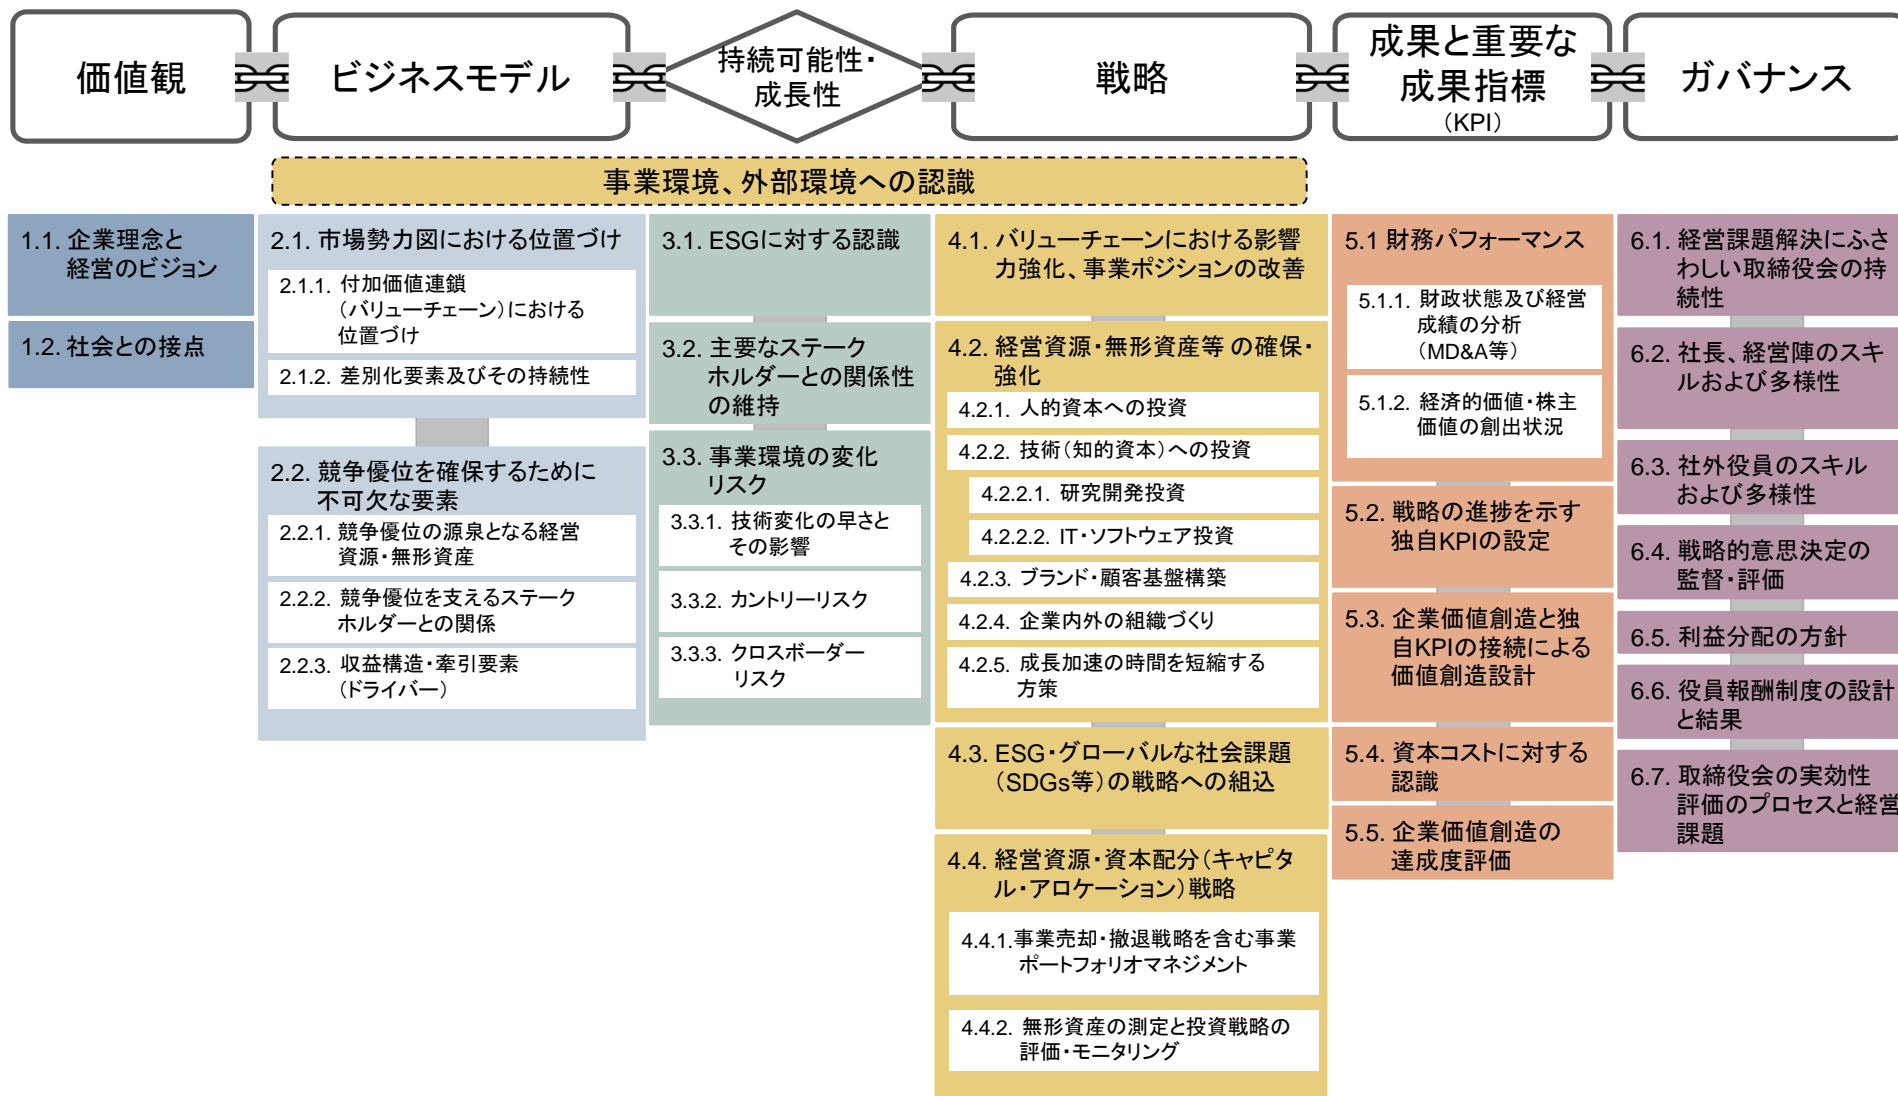 価値観
ビジネスモデル
持続可能性・
成長性
戦略
成果と重要な
成果指標
（KPI）
ガバナンス
事業環境、外部環境への認識
1.1. 企業理念と
経営のビジョン
1.2. 社会との接点
2.1. 市場勢力図における位置づけ
2.1.1. 付加価値連鎖
（バリューチェーン）における
位置づけ
2.1.2. 差別化要素及びその持続性
2.2. 競争優位を確保するために
不可欠な要素
2.2.1. 競争優位の源泉となる経営
資源・無形資産
2.2.2. 競争優位を支えるステーク
ホルダーとの関係
2.2.3. 収益構造・牽引要素
（ドライバー）
3.1. ESGに対する認識
3.2. 主要なステーク
ホルダーとの関係性
の維持
3.3. 事業環境の変化
リスク
3.3.1. 技術変化の早さと
その影響
3.3.2. カントリーリスク
3.3.3. クロスボーダー
リスク
4.1. バリューチェーンにおける影響
力強化、事業ポジションの改善
4.2. 経営資源・無形資産等 の確保・
強化
4.2.1. 人的資本への投資
4.2.2. 技術（知的資本）への投資
4.2.2.1. 研究開発投資
4.2.2.2. IT・ソフトウェア投資
4.2.3. ブランド・顧客基盤構築
4.2.4. 企業内外の組織づくり
4.2.5. 成長加速の時間を短縮する
方策
4.3. ESG・グローバルな社会課題
（SDGs等）の戦略への組込
4.4. 経営資源・資本配分（キャピタ
ル・アロケーション）戦略
4.4.1.事業売却・撤退戦略を含む事業
ポートフォリオマネジメント
4.4.2. 無形資産の測定と投資戦略の
評価・モニタリング
5.1 財務パフォーマンス
5.1.1. 財政状態及び経営
成績の分析
（MD&A等）
5.1.2. 経済的価値・株主
価値の創出状況
5.2. 戦略の進捗を示す
独自KPIの設定
5.3. 企業価値創造と独
自KPIの接続による
価値創造設計
5.4. 資本コストに対する
認識
5.5. 企業価値創造の
達成度評価
6.1. 経営課題解決にふさ
わしい取締役会の持
続性
6.2. 社長、経営陣のスキ
ルおよび多様性
6.3. 社外役員のスキル
および多様性
6.4. 戦略的意思決定の
監督・評価
6.5. 利益分配の方針
6.6. 役員報酬制度の設計
と結果
6.7. 取締役会の実効性
評価のプロセスと経営
課題